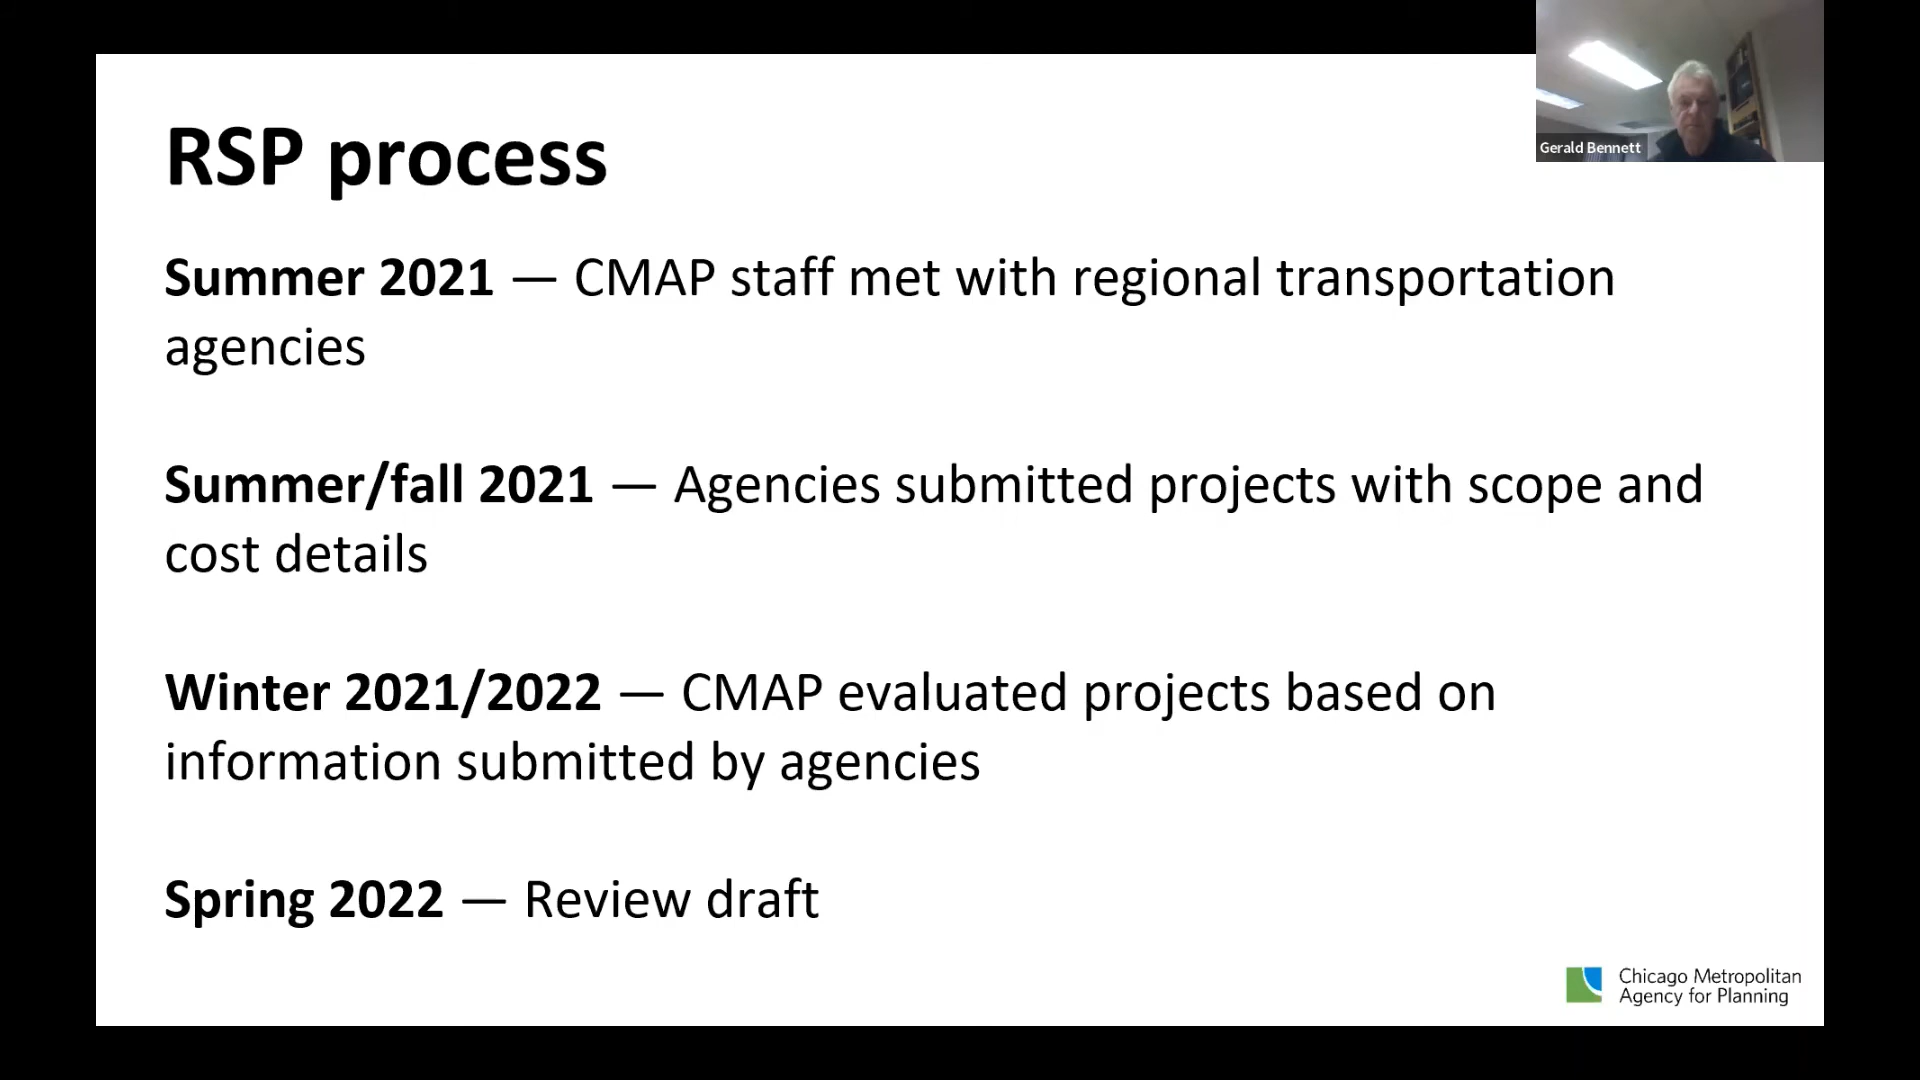 RSP process
Gerald Bennett
Summer 2021 — CMAP staff met with regional transportation
agencies
Summer/fall 2021 — Agencies submitted projects with scope and
cost details
Winter 2021/2022 — CMAP evaluated projects based on
information submitted by agencies
Spring 2022 — Review draft
Chicago Metropolitan
Agency for Planning